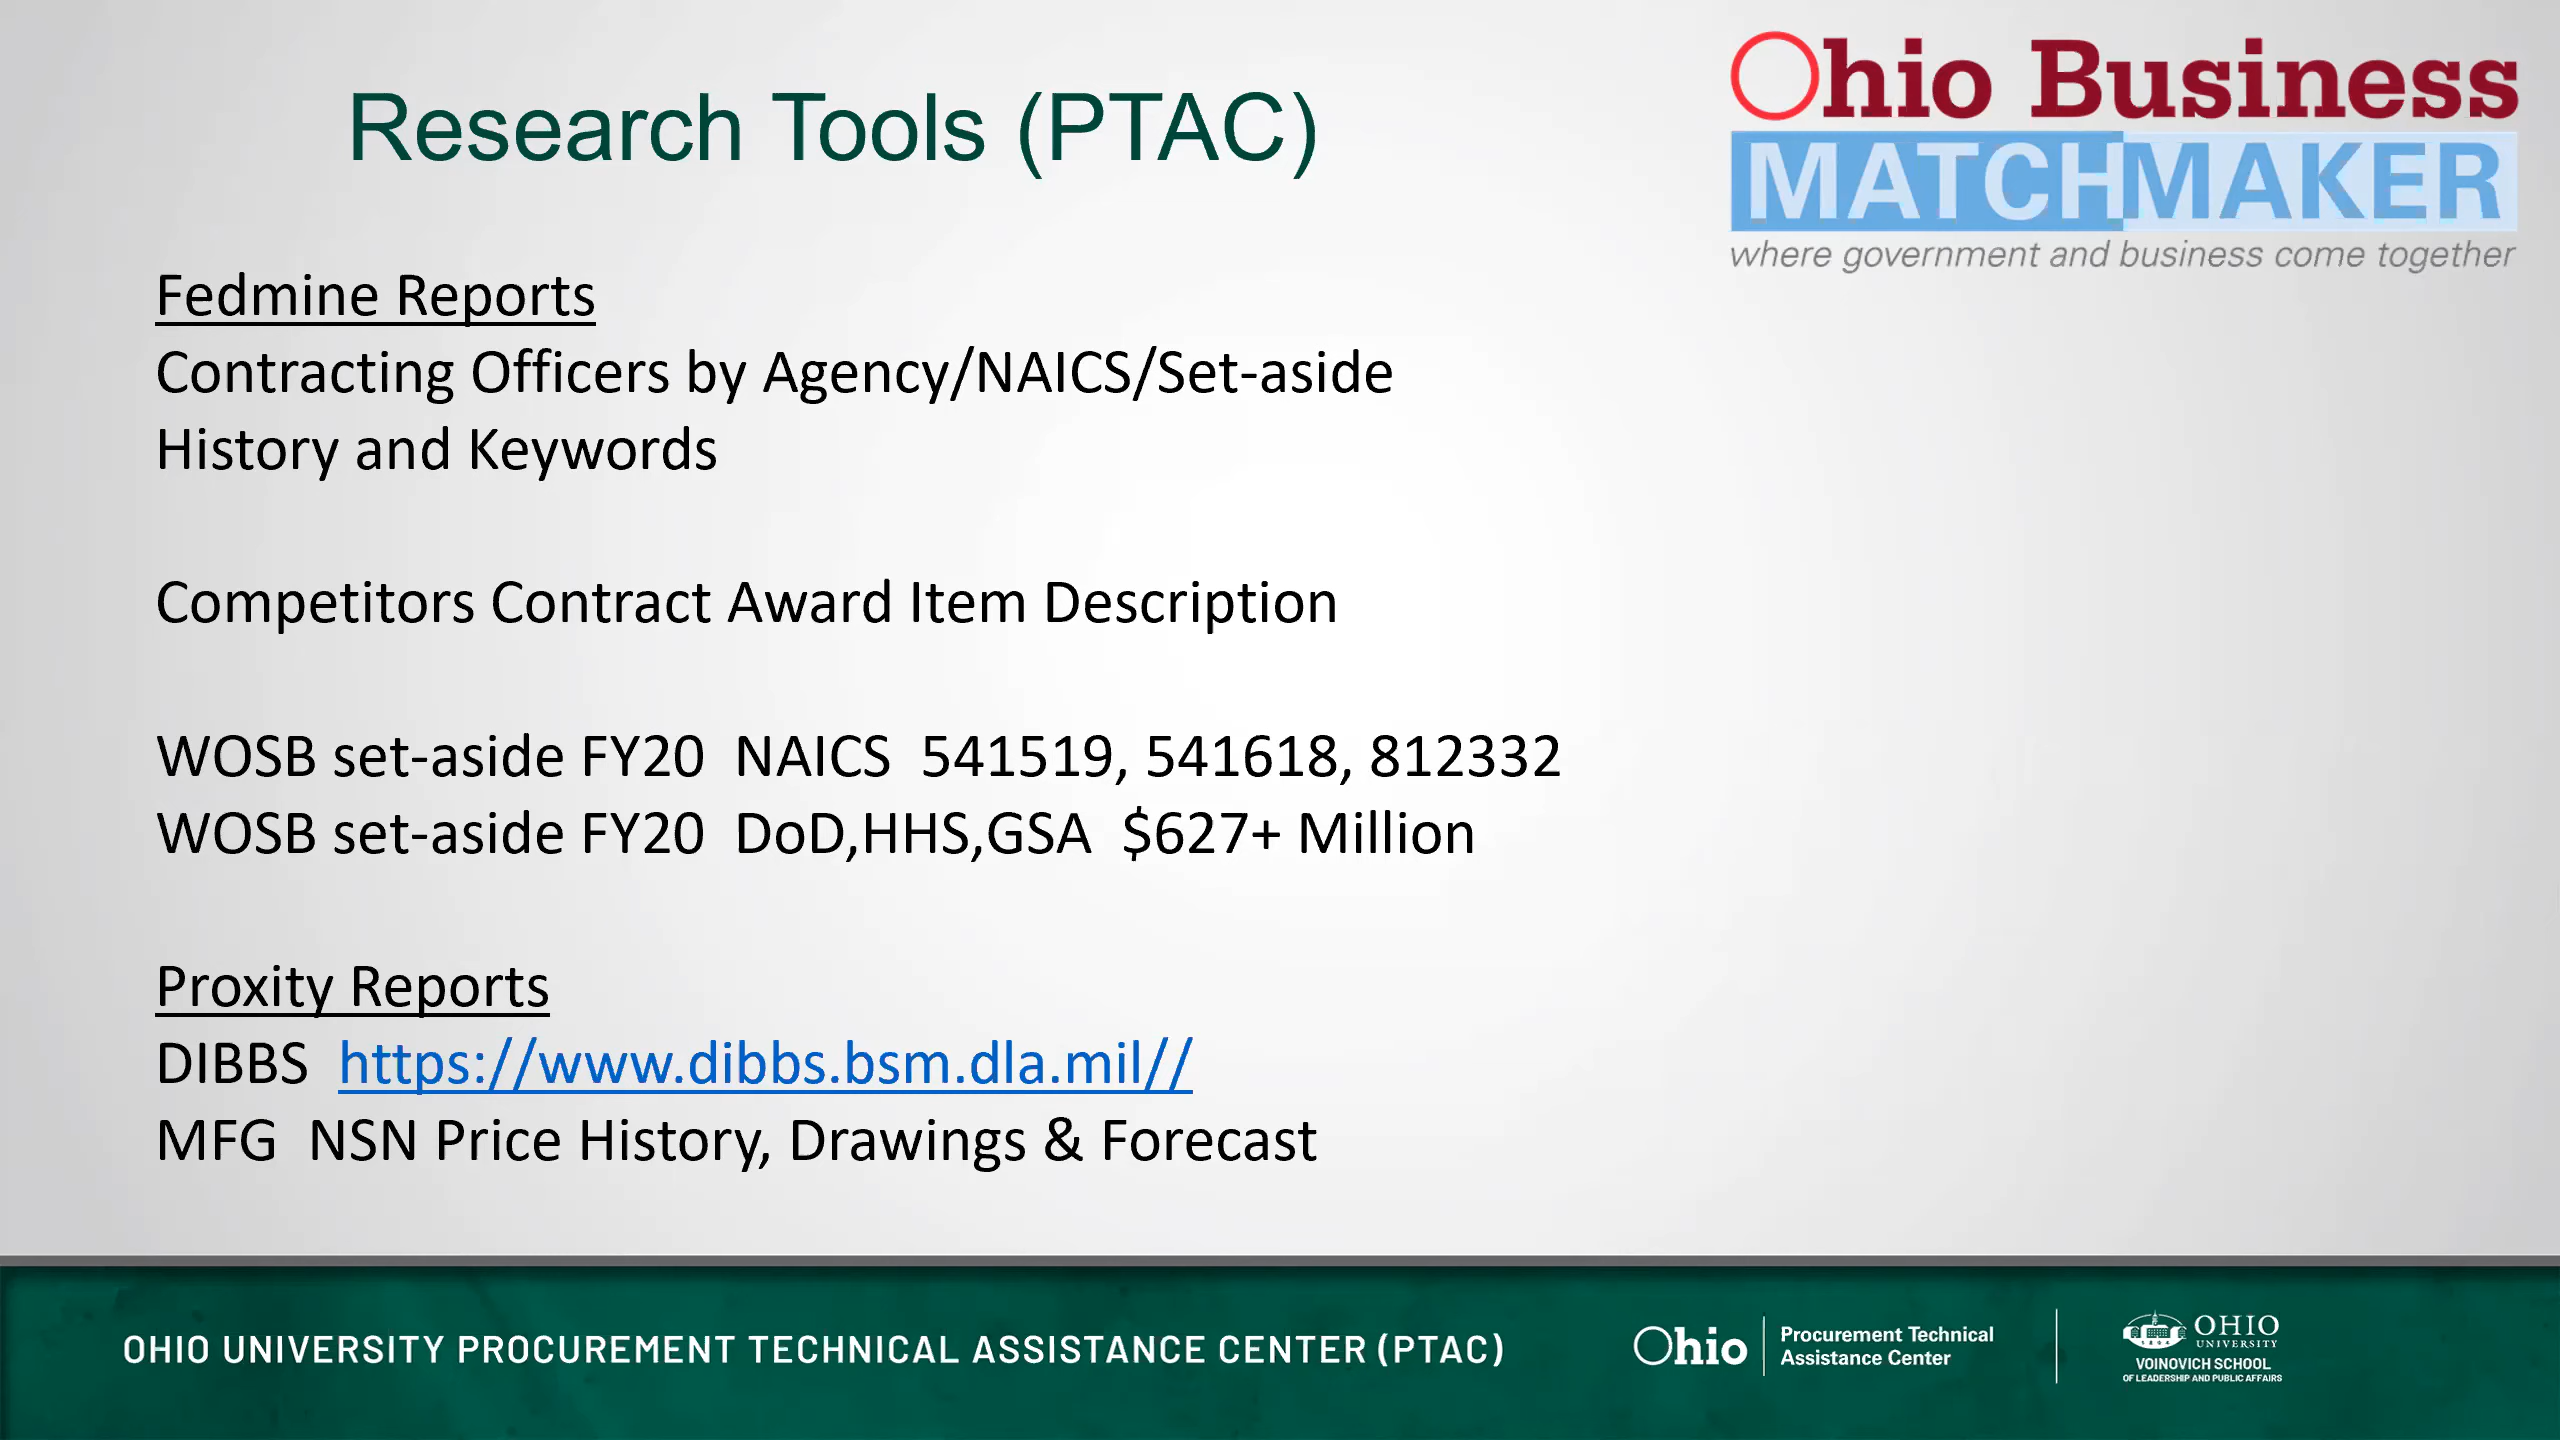 Research Tools (PTAC)
Ohio Business
MATCHMAKER
where government and business come together
Fedmine Reports
Contracting Officers by Agency/NAICS/Set-aside
History and Keywords
Competitors Contract Award Item Description
WOSB set-aside FY20  NAICS  541519, 541618, 812332
WOSB set-aside FY20  DoD,HHS,GSA  $627+ Million
Proxity Reports
DIBBS  https://www.dibbs.bsm.dla.mil//
MFG  NSN Price History, Drawings & Forecast
OHIO UNIVERSITY PROCUREMENT TECHNICAL ASSISTANCE CENTER (PTAC)
Ohio
Procurement Technical
Assistance Center
OHIO
UNIVERSITY
VOINOVICH SCHOOL
OF LEADERSHIP AND PUBLIC AFFAIRS